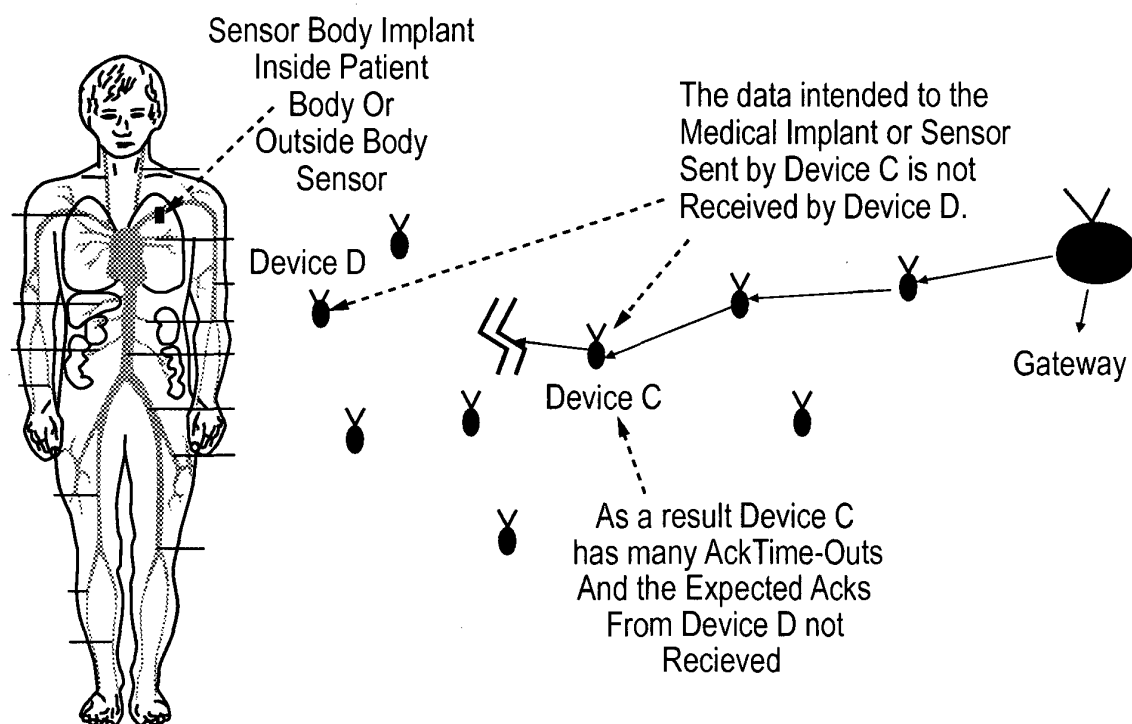 Sensor Body Implant
Inside Patient
Body Or
Outside Body
Sensor
The data intended to the
Medical Implant or Sensor
Sent by Device C is not
Received by Device D.
Device D
Gateway
Device C
As a result Device C
has many AckTime-Outs
And the Expected Acks
From Device D not
Recieved